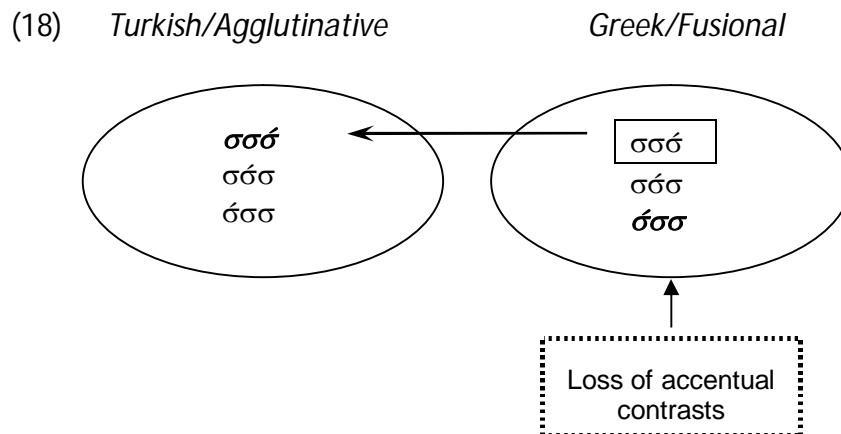 (18) Turkish/Agglutinative Greek/Fusional
σσσ́ σσσ́
σσ́σ σσ́σ
σ́σσ σ́σσ
Loss of accentual
contrasts